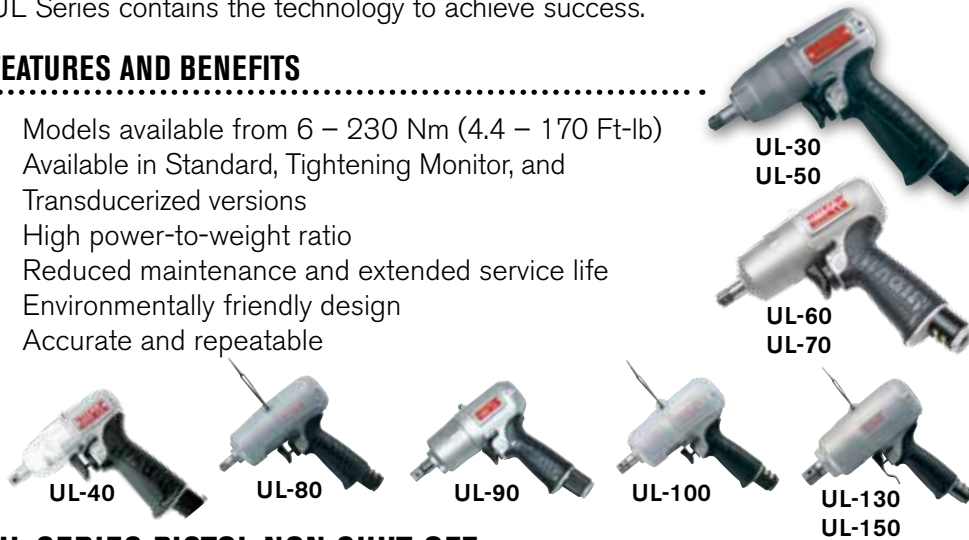 UL Series contains the technology to achieve success.
FEATURES AND BENEFITS
Models available from 6 – 230 Nm (4.4 – 170 Ft-lb)
Available in Standard, Tightening Monitor, and
Transducerized versions
High power-to-weight ratio
Reduced maintenance and extended service life
Environmentally friendly design
Accurate and repeatable
UL-30
UL-50
UL-60
UL-70
UL-40
UL-80
UL-90
UL-100
UL-130
UL-150
UL SERIES PISTOL NON SHUT-OFF